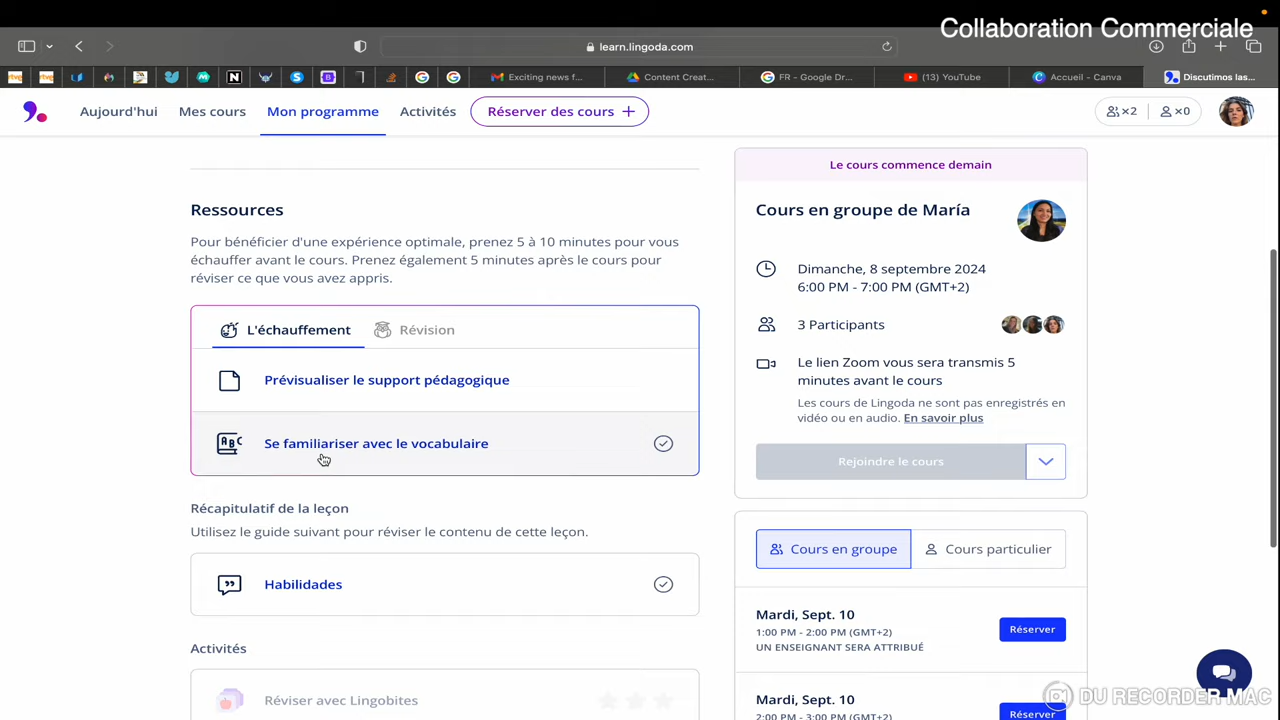 Collaboration Commerciale
learn.lingoda.com
Exciting news f...
Content Creat...
FR – Google Dr...
(13) YouTube
Accueil – Canva
Discutimos las...
Aujourd'hui
Mes cours
Mon programme
Activités
Réserver des cours +
×2
×0
Ressources
Pour bénéficier d'une expérience optimale, prenez 5 à 10 minutes pour vous
échauffer avant le cours. Prenez également 5 minutes après le cours pour
réviser ce que vous avez appris.
L'échauffement
Révision
Prévisualiser le support pédagogique
ABC
Se familiariser avec le vocabulaire
Récapitulatif de la leçon
Utilisez le guide suivant pour réviser le contenu de cette leçon.
Habilidades
Activités
Réviser avec Lingobites
Le cours commence demain
Cours en groupe de María
Dimanche, 8 septembre 2024
6:00 PM - 7:00 PM (GMT+2)
3 Participants
Le lien Zoom vous sera transmis 5
minutes avant le cours
Les cours de Lingoda ne sont pas enregistrés en
vidéo ou en audio. En savoir plus
Rejoindre le cours
Cours en groupe
Cours particulier
Mardi, Sept. 10
1:00 PM - 2:00 PM (GMT+2)
UN ENSEIGNANT SERA ATTRIBUÉ
Réserver
Mardi, Sept. 10
2:00 PM - 3:00 PM (GMT+2)
Réserver
DU RECORDER MAC